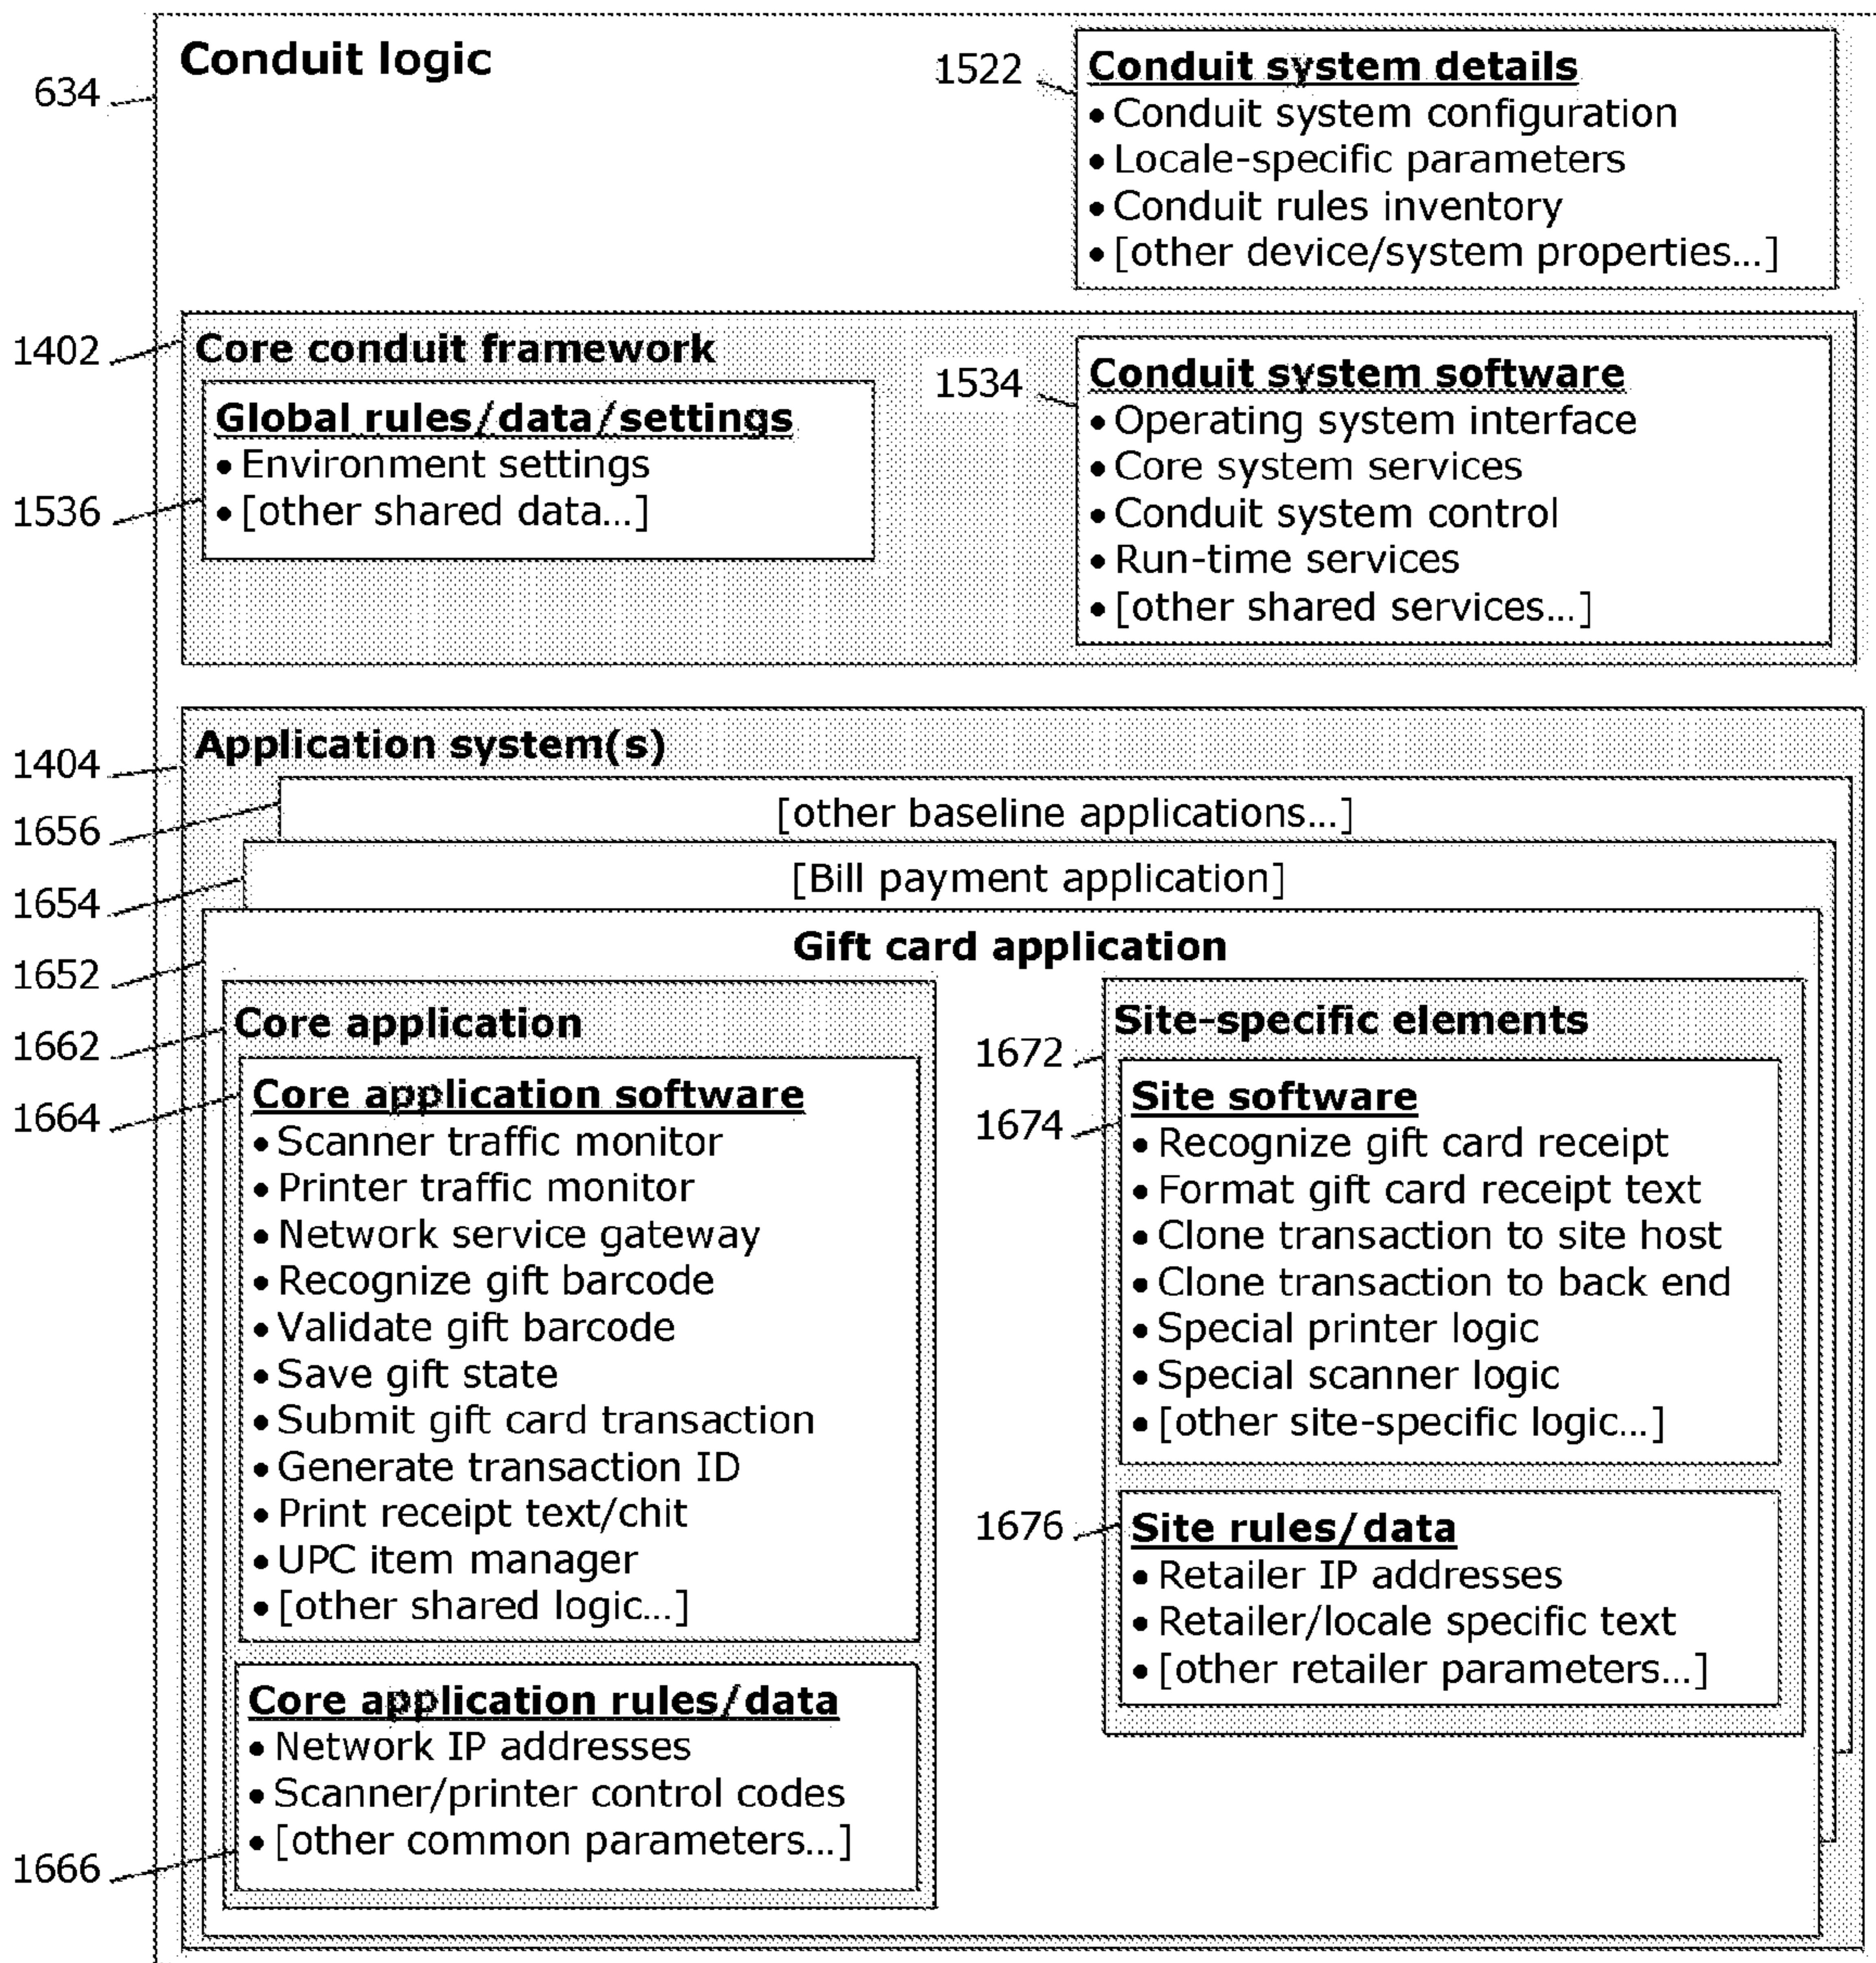 Conduit logic
634
1522
Conduit system details
• Conduit system configuration
• Locale-specific parameters
• Conduit rules inventory
• [other device/system properties...]
1402
Core conduit framework
Global rules/data/settings
• Environment settings
1536
• [other shared data...]
1534
Conduit system software
• Operating system interface
• Core system services
• Conduit system control
• Run-time services
• [other shared services...]
1404
Application system(s)
1656
[other baseline applications...]
1654
[Bill payment application]
1652
Gift card application
1662
Core application
1664
Core application software
• Scanner traffic monitor
• Printer traffic monitor
• Network service gateway
• Recognize gift barcode
• Validate gift barcode
• Save gift state
• Submit gift card transaction
• Generate transaction ID
• Print receipt text/chit
• UPC item manager
• [other shared logic...]
Core application rules/data
• Network IP addresses
• Scanner/printer control codes
• [other common parameters...]
1666
Site-specific elements
1672
Site software
1674
• Recognize gift card receipt
• Format gift card receipt text
• Clone transaction to site host
• Clone transaction to back end
• Special printer logic
• Special scanner logic
• [other site-specific logic...]
1676
Site rules/data
• Retailer IP addresses
• Retailer/locale specific text
• [other retailer parameters...]